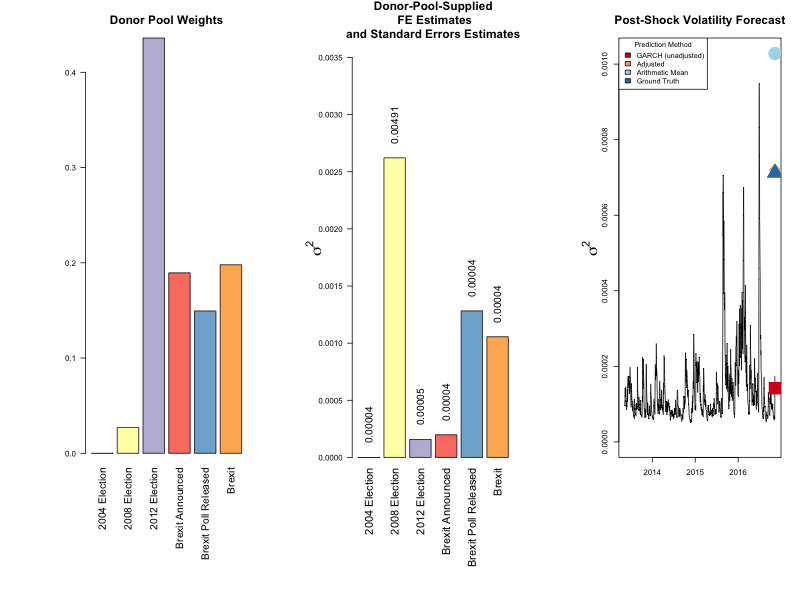 Donor Pool Weights
0.0
0.1
0.2
0.3
0.4
2004 Election
2008 Election
2012 Election
Brexit Announced
Brexit Poll Released
Brexit
Donor-Pool-Supplied
FE Estimates
and Standard Errors Estimates
σ2
0.0000
0.0005
0.0010
0.0015
0.0020
0.0025
0.0030
0.0035
0.00004
0.00491
0.00005
0.00004
0.00004
0.00004
2004 Election
2008 Election
2012 Election
Brexit Announced
Brexit Poll Released
Brexit
Post-Shock Volatility Forecast
σ2
0.0000
0.0002
0.0004
0.0006
0.0008
0.0010
Prediction Method
GARCH (unadjusted)
Adjusted
Arithmetic Mean
Ground Truth
2014
2015
2016